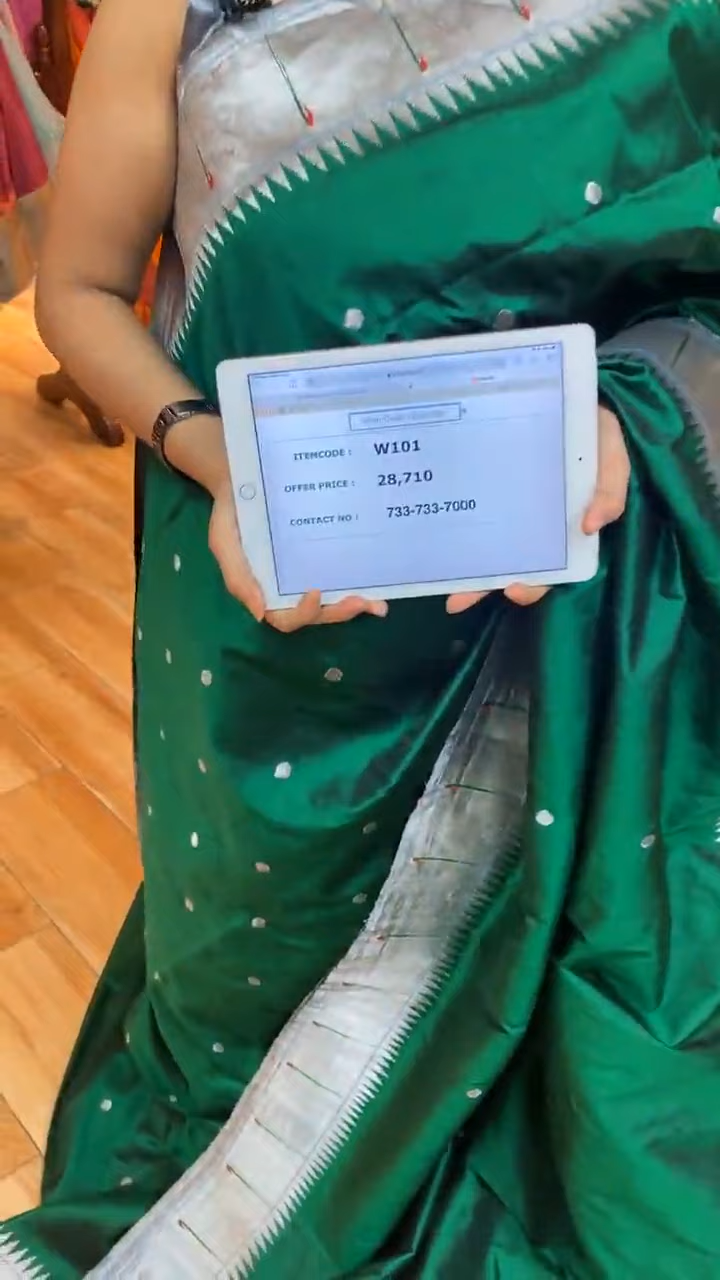 ITEMCODE : W101
OFFER PRICE : 28,710
CONTACT NO : 733-733-7000